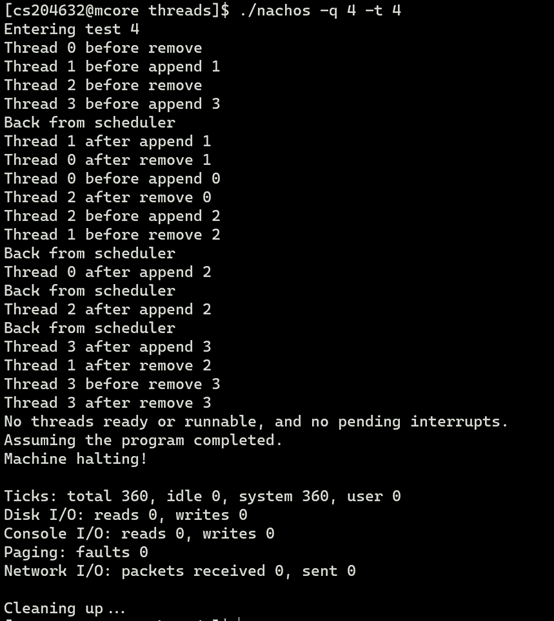 [cs204632@mcore threads]$ ./nachos -q 4 -t 4
Entering test 4
Thread 0 before remove
Thread 1 before append 1
Thread 2 before remove
Thread 3 before append 3
Back from scheduler
Thread 1 after append 1
Thread 0 after remove 1
Thread 0 before append 0
Thread 2 after remove 0
Thread 2 before append 2
Thread 1 before remove 2
Back from scheduler
Thread 0 after append 2
Back from scheduler
Thread 2 after append 2
Back from scheduler
Thread 3 after append 3
Thread 1 after remove 2
Thread 3 before remove 3
Thread 3 after remove 3
No threads ready or runnable, and no pending interrupts.
Assuming the program completed.
Machine halting!

Ticks: total 360, idle 0, system 360, user 0
Disk I/O: reads 0, writes 0
Console I/O: reads 0, writes 0
Paging: faults 0
Network I/O: packets received 0, sent 0

Cleaning up...